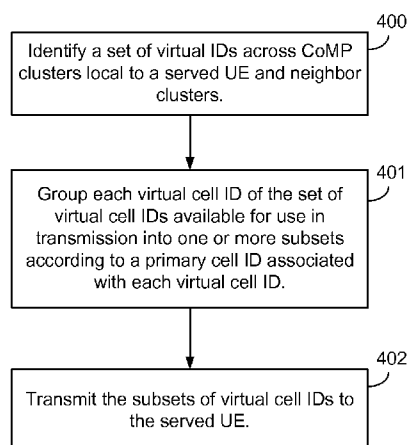 400
Identify a set of virtual IDs across CoMP
clusters local to a served UE and neighbor
clusters.
401
Group each virtual cell ID of the set of
virtual cell IDs available for use in
transmission into one or more subsets
according to a primary cell ID associated
with each virtual cell ID.
402
Transmit the subsets of virtual cell IDs to
the served UE.